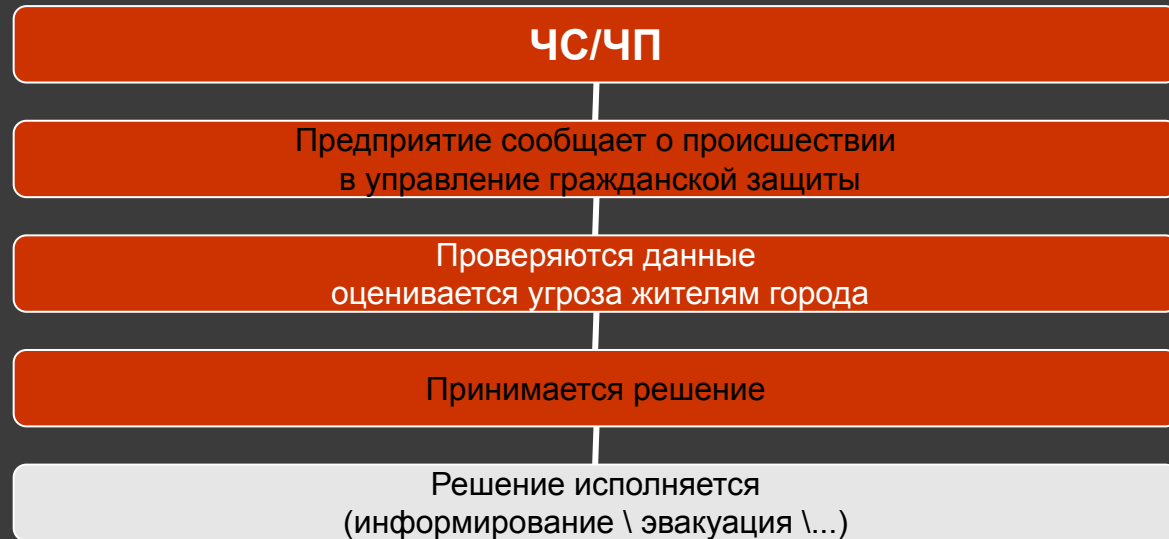 ЧС/ЧП
Предприятие сообщает о происшествии
в управление гражданской защиты
Проверяются данные
оценивается угроза жителям города
Принимается решение
Решение исполняется
(информирование \ эвакуация \...)